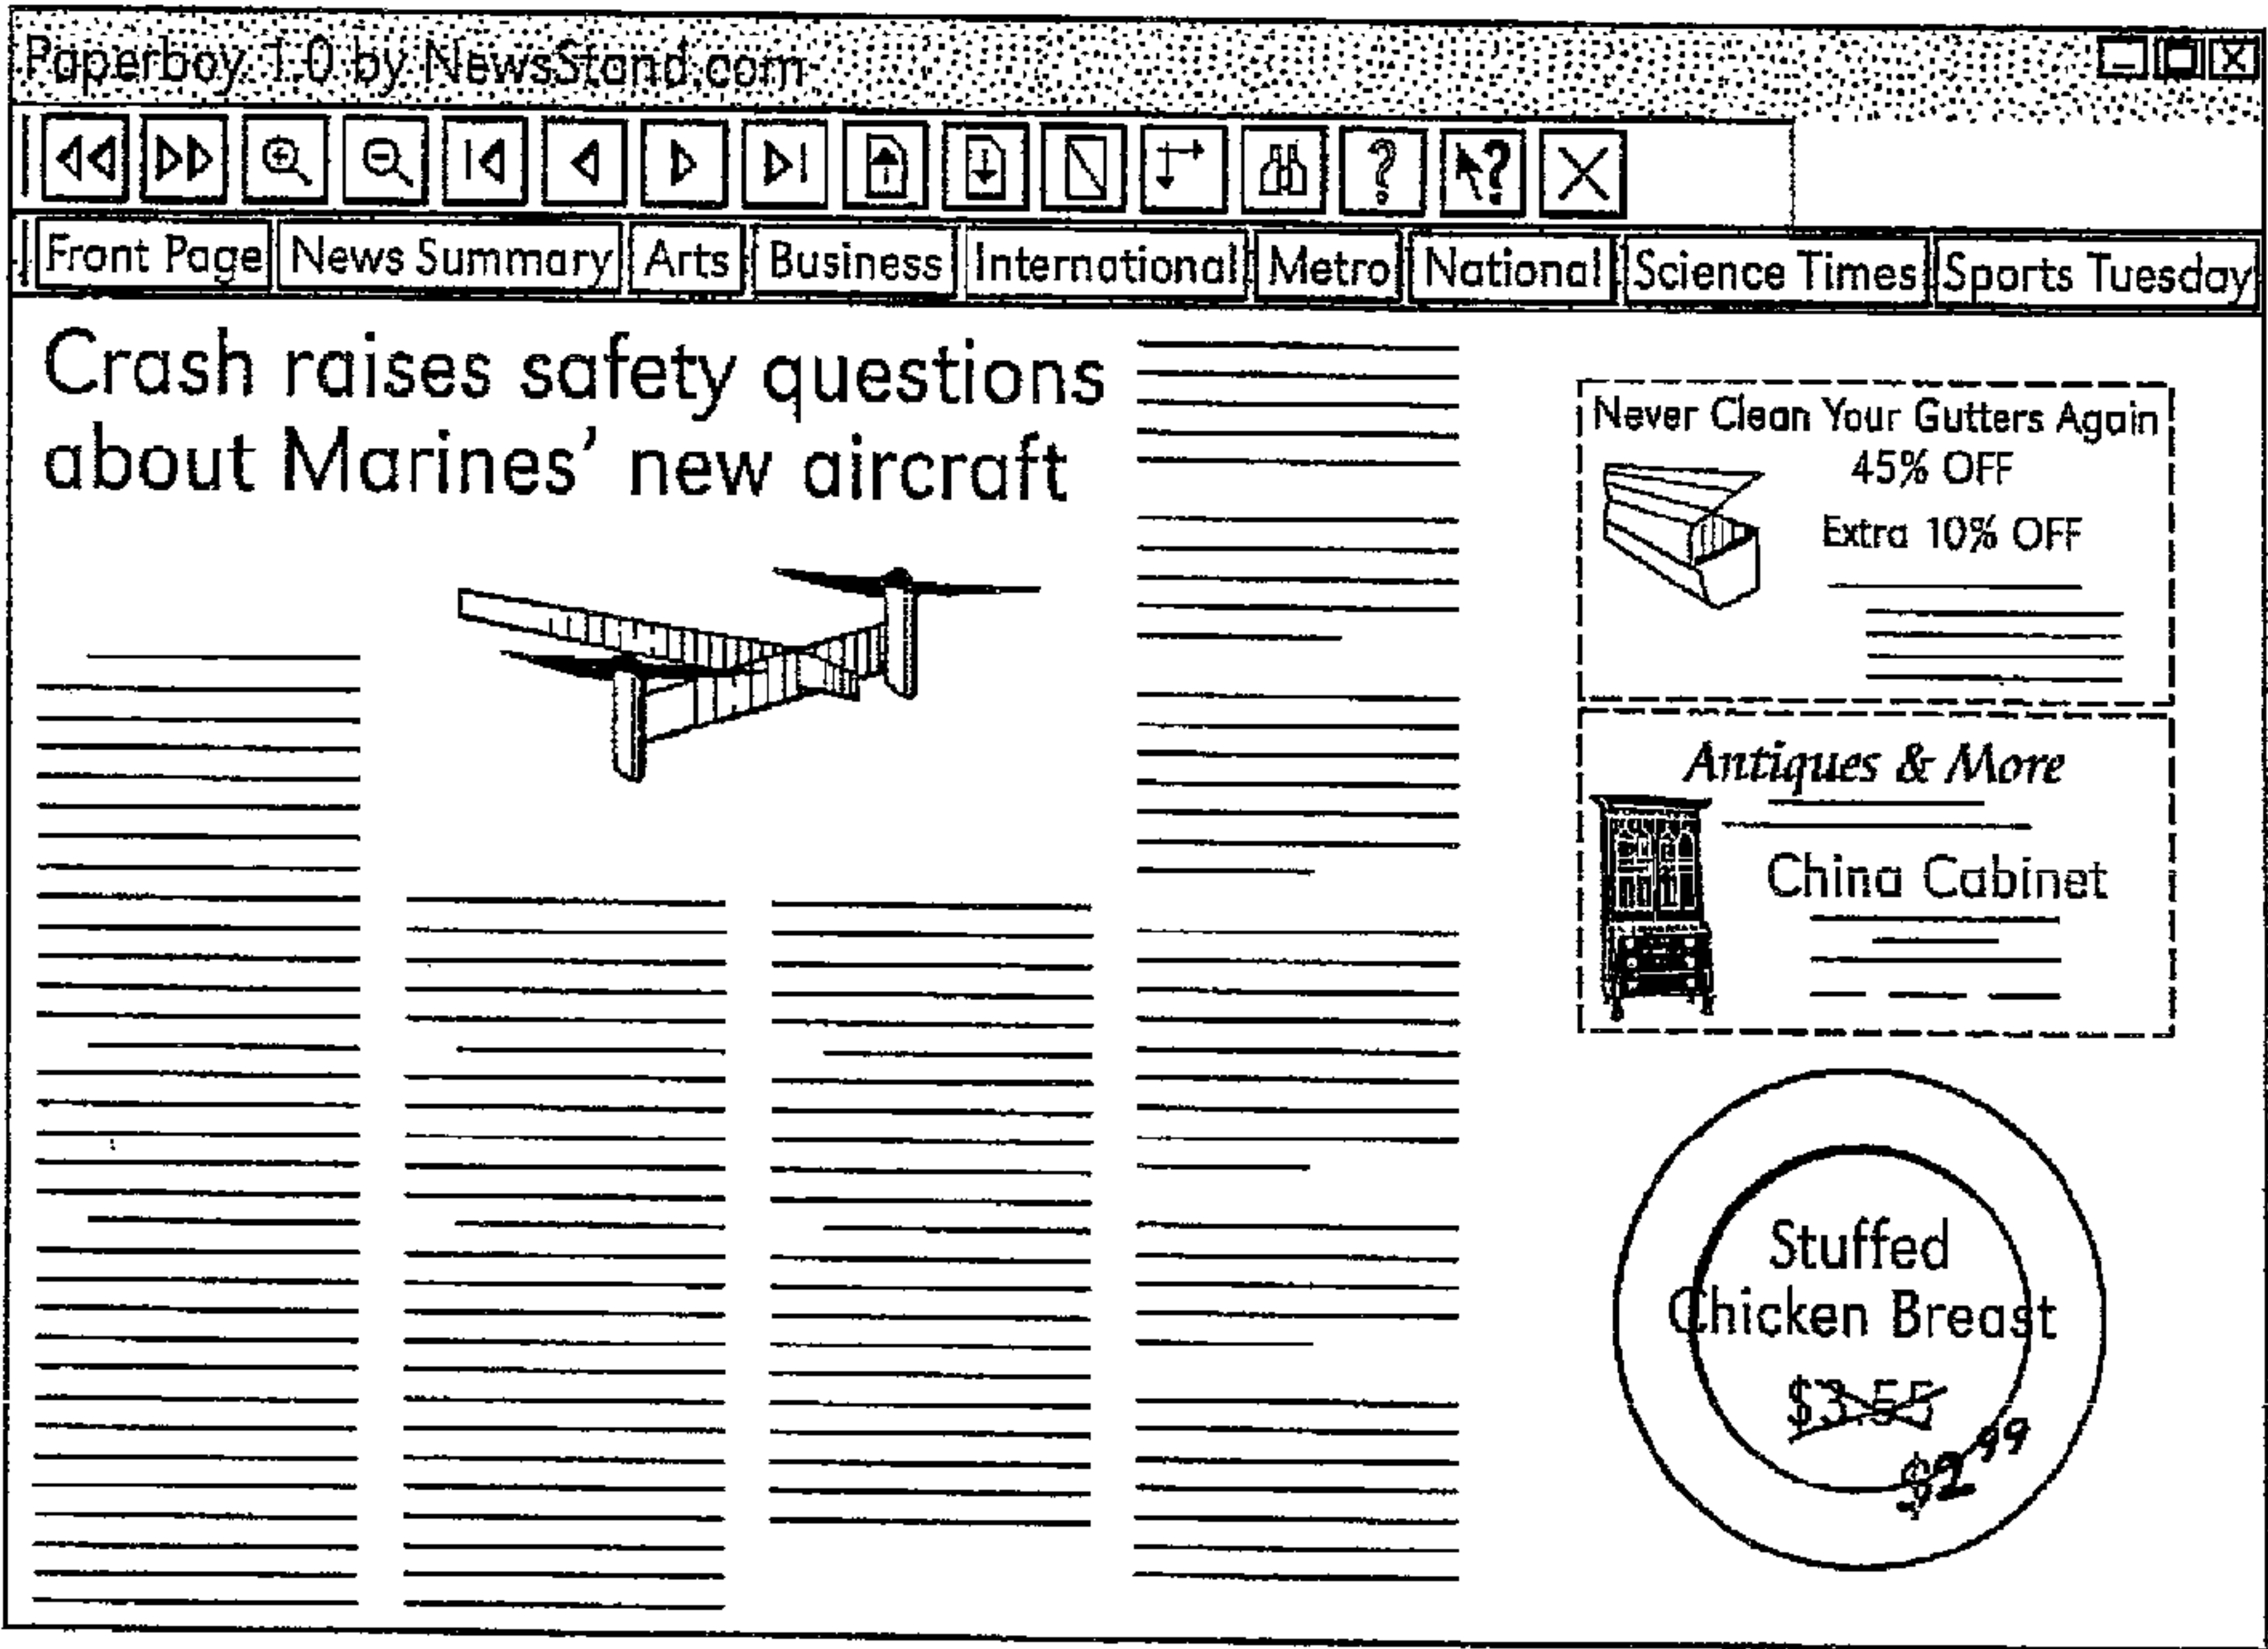 Paperboy 1.0 by NewsStand.com
Front Page News Summary Arts Business International Metro National Science Times Sports Tuesday
Crash raises safety questions
about Marines' new aircraft
Never Clean Your Gutters Again
45% OFF
Extra 10% OFF
Antiques & More
China Cabinet
Stuffed
Chicken Breast
$3.55
$2.99